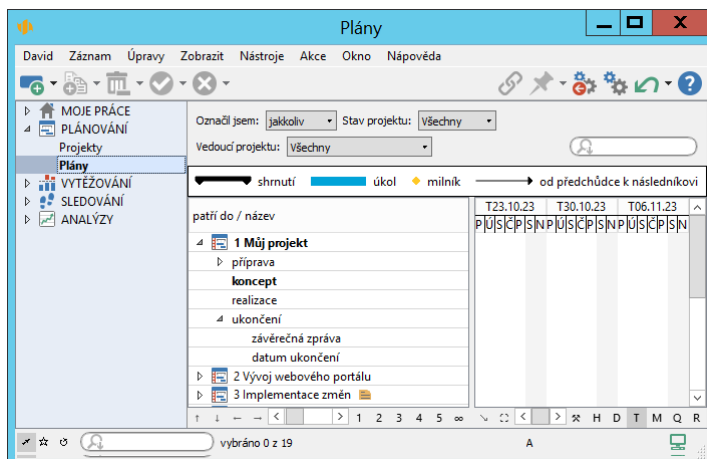 Plány
David Záznam Úpravy Zobrazit Nástroje Akce Okno Nápověda
MOJE PRÁCE
PLÁNOVÁNÍ
Projekty
Plány
VYTĚŽOVÁNÍ
SLEDOVÁNÍ
ANALÝZY
Označil jsem: jakkoliv Stav projektu: Všechny
Vedoucí projektu: Všechny
shrnutí úkol milník od předchůdce k následníkovi
patří do / název
T23.10.23 T30.10.23 T06.11.23
P Ú S Č P S N P Ú S Č P S N P Ú S Č P S N
1 Můj projekt
příprava
koncept
realizace
ukončení
závěrečná zpráva
datum ukončení
2 Vývoj webového portálu
3 Implementace změn
1 2 3 4 5 ∞ H D T M Q R
vybráno 0 z 19 A